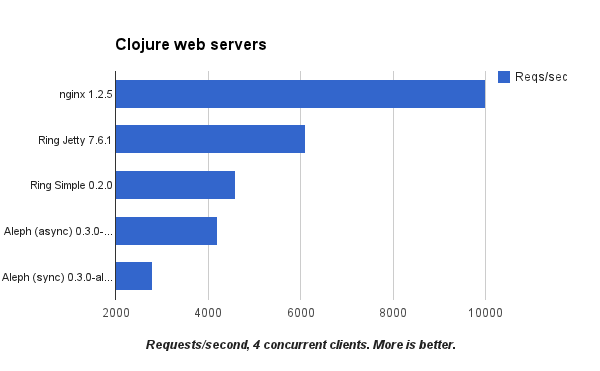 Clojure web servers
Reqs/sec
nginx 1.2.5
Ring Jetty 7.6.1
Ring Simple 0.2.0
Aleph (async) 0.3.0-...
Aleph (sync) 0.3.0-al...
2000 4000 6000 8000 10000
Requests/second, 4 concurrent clients. More is better.